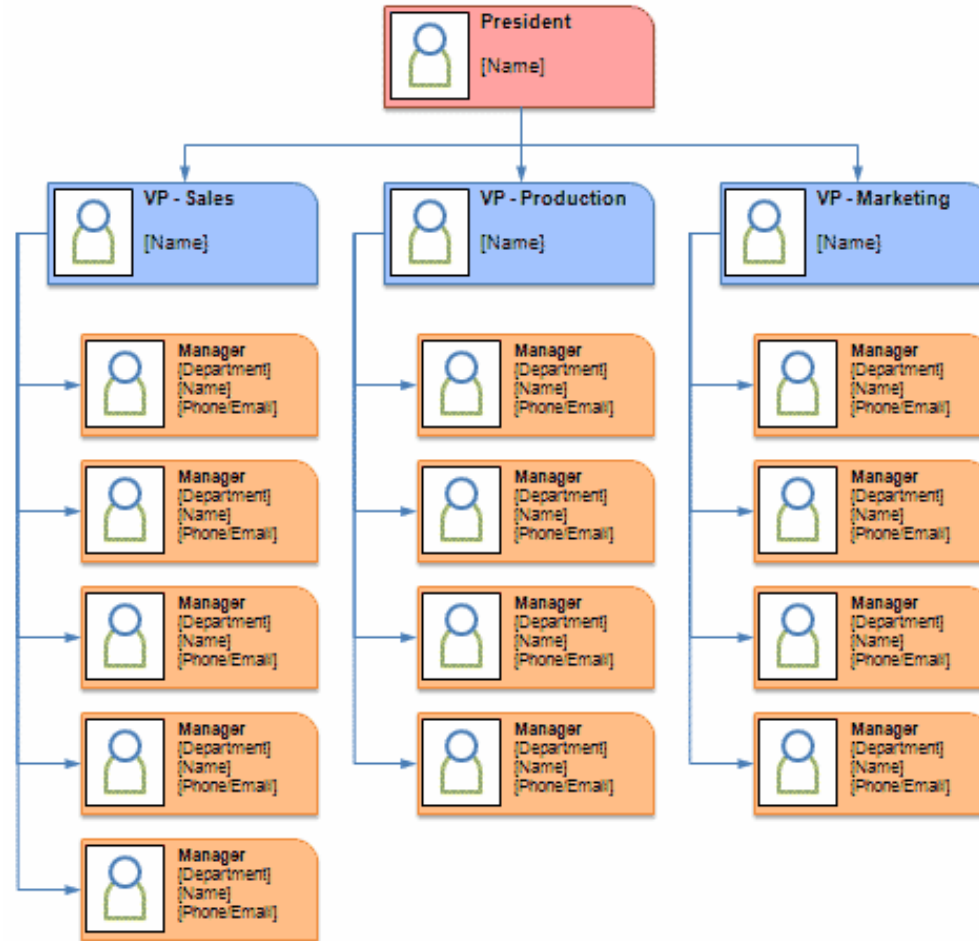 President
[Name]
VP - Sales
[Name}
VP - Production
[Name}
VP - Marketing
[Name}
Manager
[Department]
[Name]
[Phone/Email]
Manager
[Department]
[Name]
[Phone/Email]
Manager
[Department]
[Name]
[Phone/Email]
Manager
[Department]
[Name]
[Phone/Email]
Manager
[Department]
[Name]
[Phone/Email]
Manager
[Department]
[Name]
[Phone/Email]
Manager
[Department]
[Name]
[Phone/Email]
Manager
[Department]
[Name]
[Phone/Email]
Manager
[Department]
[Name]
[Phone/Email]
Manager
[Department]
[Name]
[Phone/Email]
Manager
[Department]
[Name]
[Phone/Email]
Manager
[Department]
[Name]
[Phone/Email]
Manager
[Department]
[Name]
[Phone/Email]